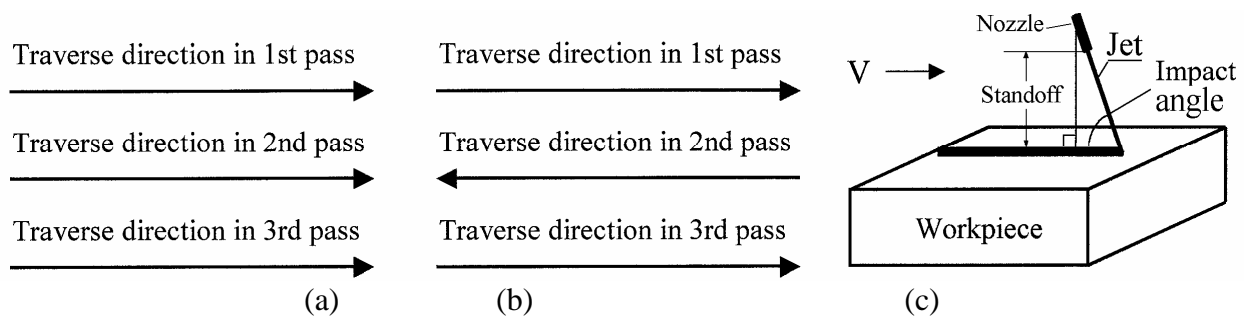 Traverse direction in 1st pass
Traverse direction in 2nd pass
Traverse direction in 3rd pass
(a)
Traverse direction in 1st pass
Traverse direction in 2nd pass
Traverse direction in 3rd pass
(b)
Nozzle
V
Jet
Standoff
Impact
angle
Workpiece
(c)